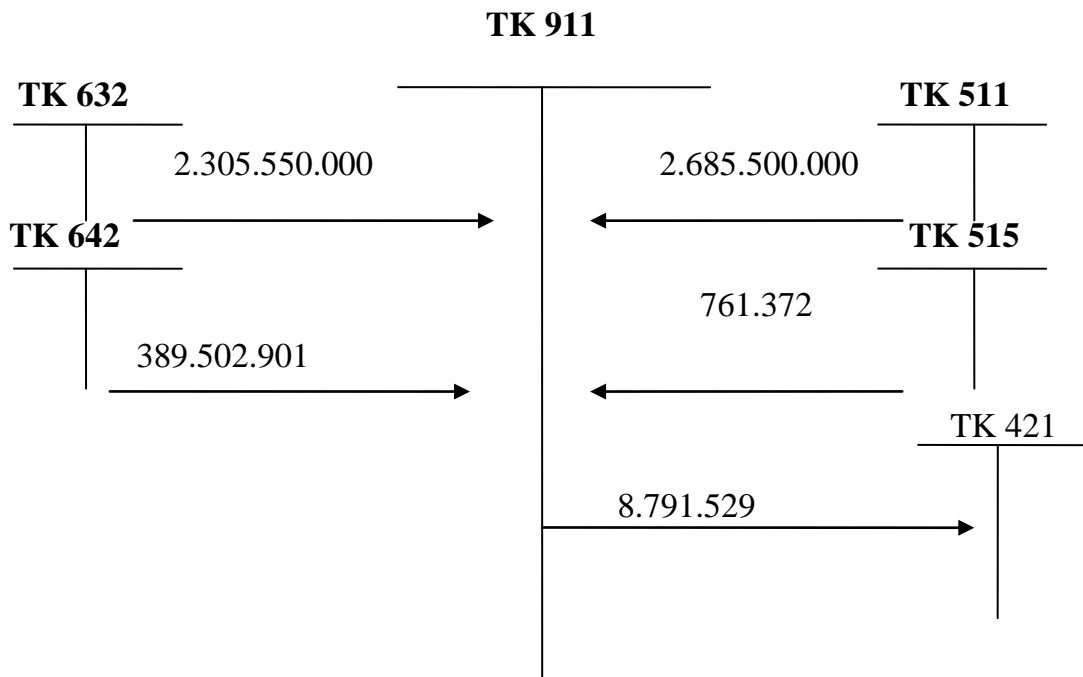 TK 911
TK 632
TK 511
2.305.550.000
2.685.500.000
TK 642
TK 515
761.372
389.502.901
TK 421
8.791.529